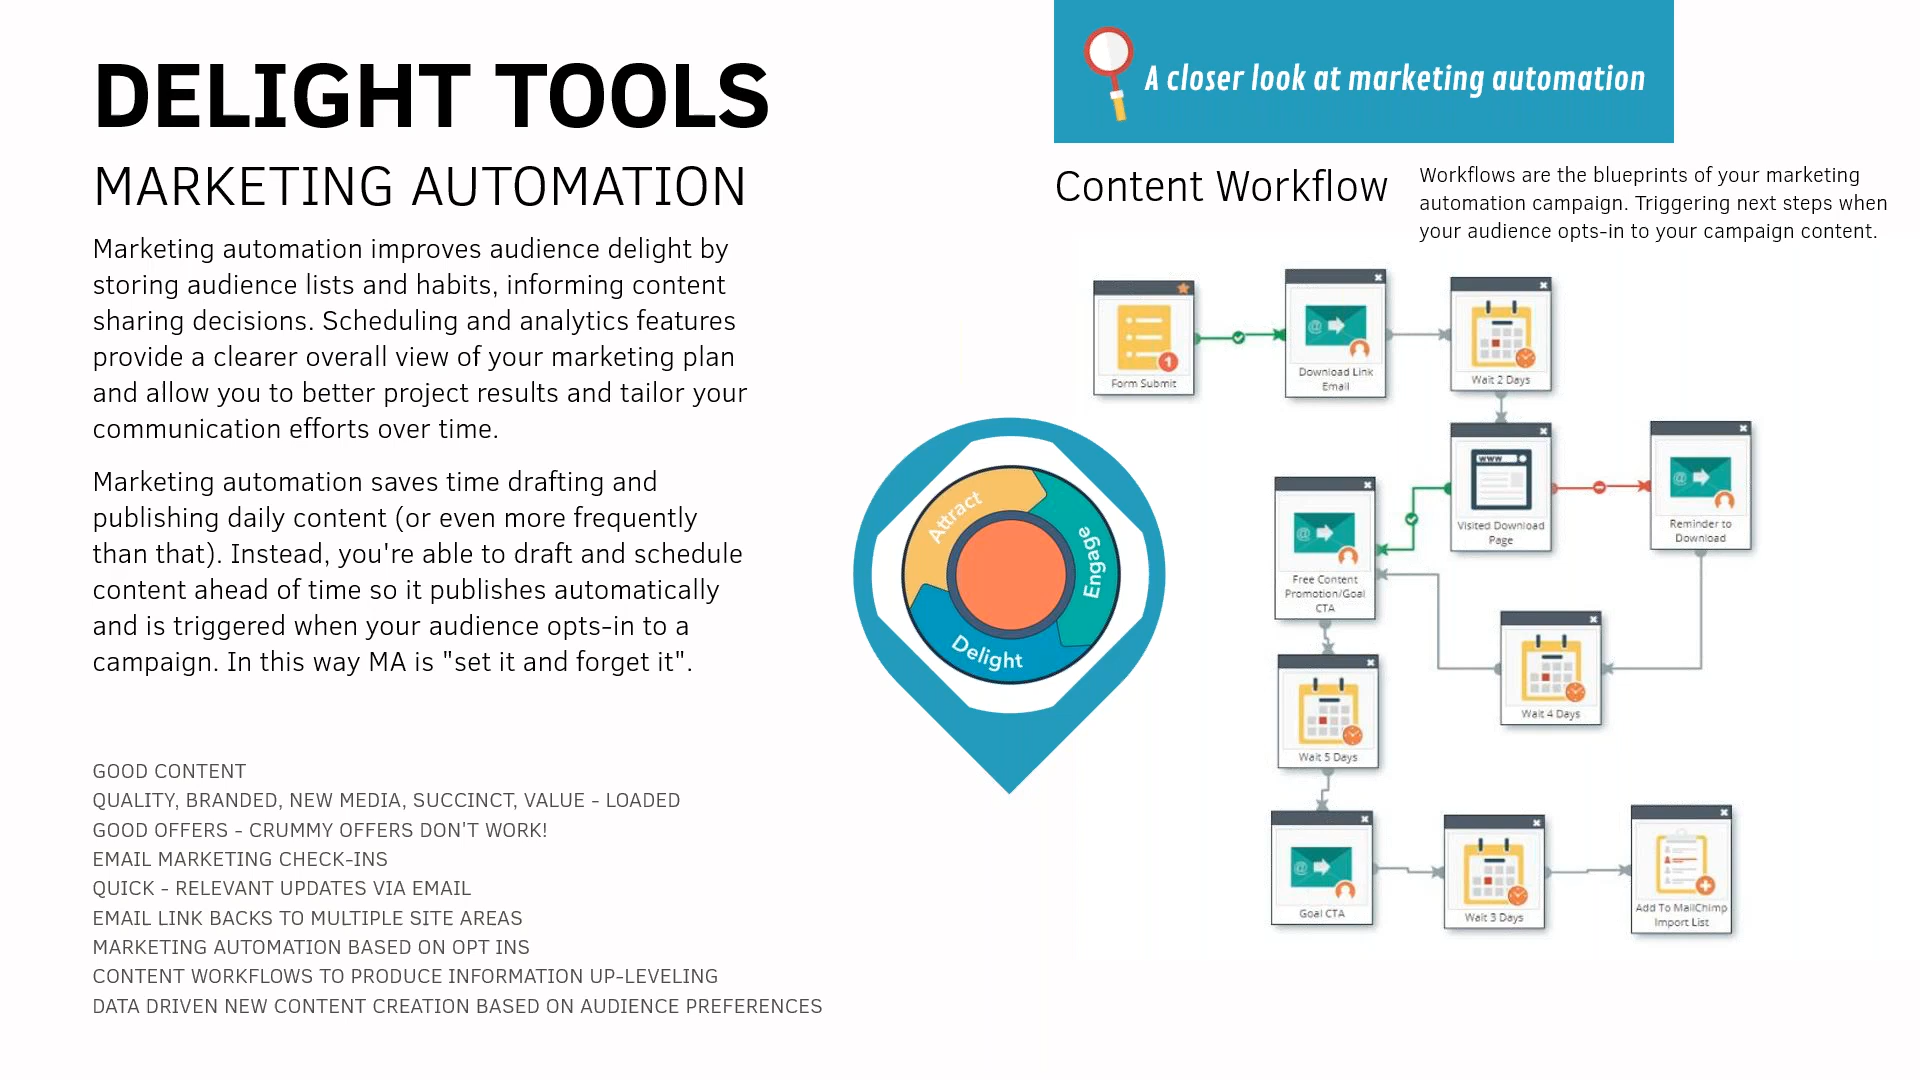 DELIGHT TOOLS
MARKETING AUTOMATION
Marketing automation improves audience delight by
storing audience lists and habits, informing content
sharing decisions. Scheduling and analytics features
provide a clearer overall view of your marketing plan
and allow you to better project results and tailor your
communication efforts over time.
Marketing automation saves time drafting and
publishing daily content (or even more frequently
than that). Instead, you're able to draft and schedule
content ahead of time so it publishes automatically
and is triggered when your audience opts-in to a
campaign. In this way MA is "set it and forget it".
GOOD CONTENT
QUALITY, BRANDED, NEW MEDIA, SUCCINCT, VALUE - LOADED
GOOD OFFERS - CRUMMY OFFERS DON'T WORK!
EMAIL MARKETING CHECK-INS
QUICK - RELEVANT UPDATES VIA EMAIL
EMAIL LINK BACKS TO MULTIPLE SITE AREAS
MARKETING AUTOMATION BASED ON OPT INS
CONTENT WORKFLOWS TO PRODUCE INFORMATION UP-LEVELING
DATA DRIVEN NEW CONTENT CREATION BASED ON AUDIENCE PREFERENCES
Attract
Engage
Delight
A closer look at marketing automation
Content Workflow
Workflows are the blueprints of your marketing
automation campaign. Triggering next steps when
your audience opts-in to your campaign content.
1
Form Submit
@
Download Link
Email
Wait 2 Days
www
Visited Download
Page
@
Reminder to
Download
@
Free Content
Promotion/Goal
CTA
Wait 4 Days
Wait 5 Days
@
Goal CTA
Wait 3 Days
Add To MailChimp
Import List